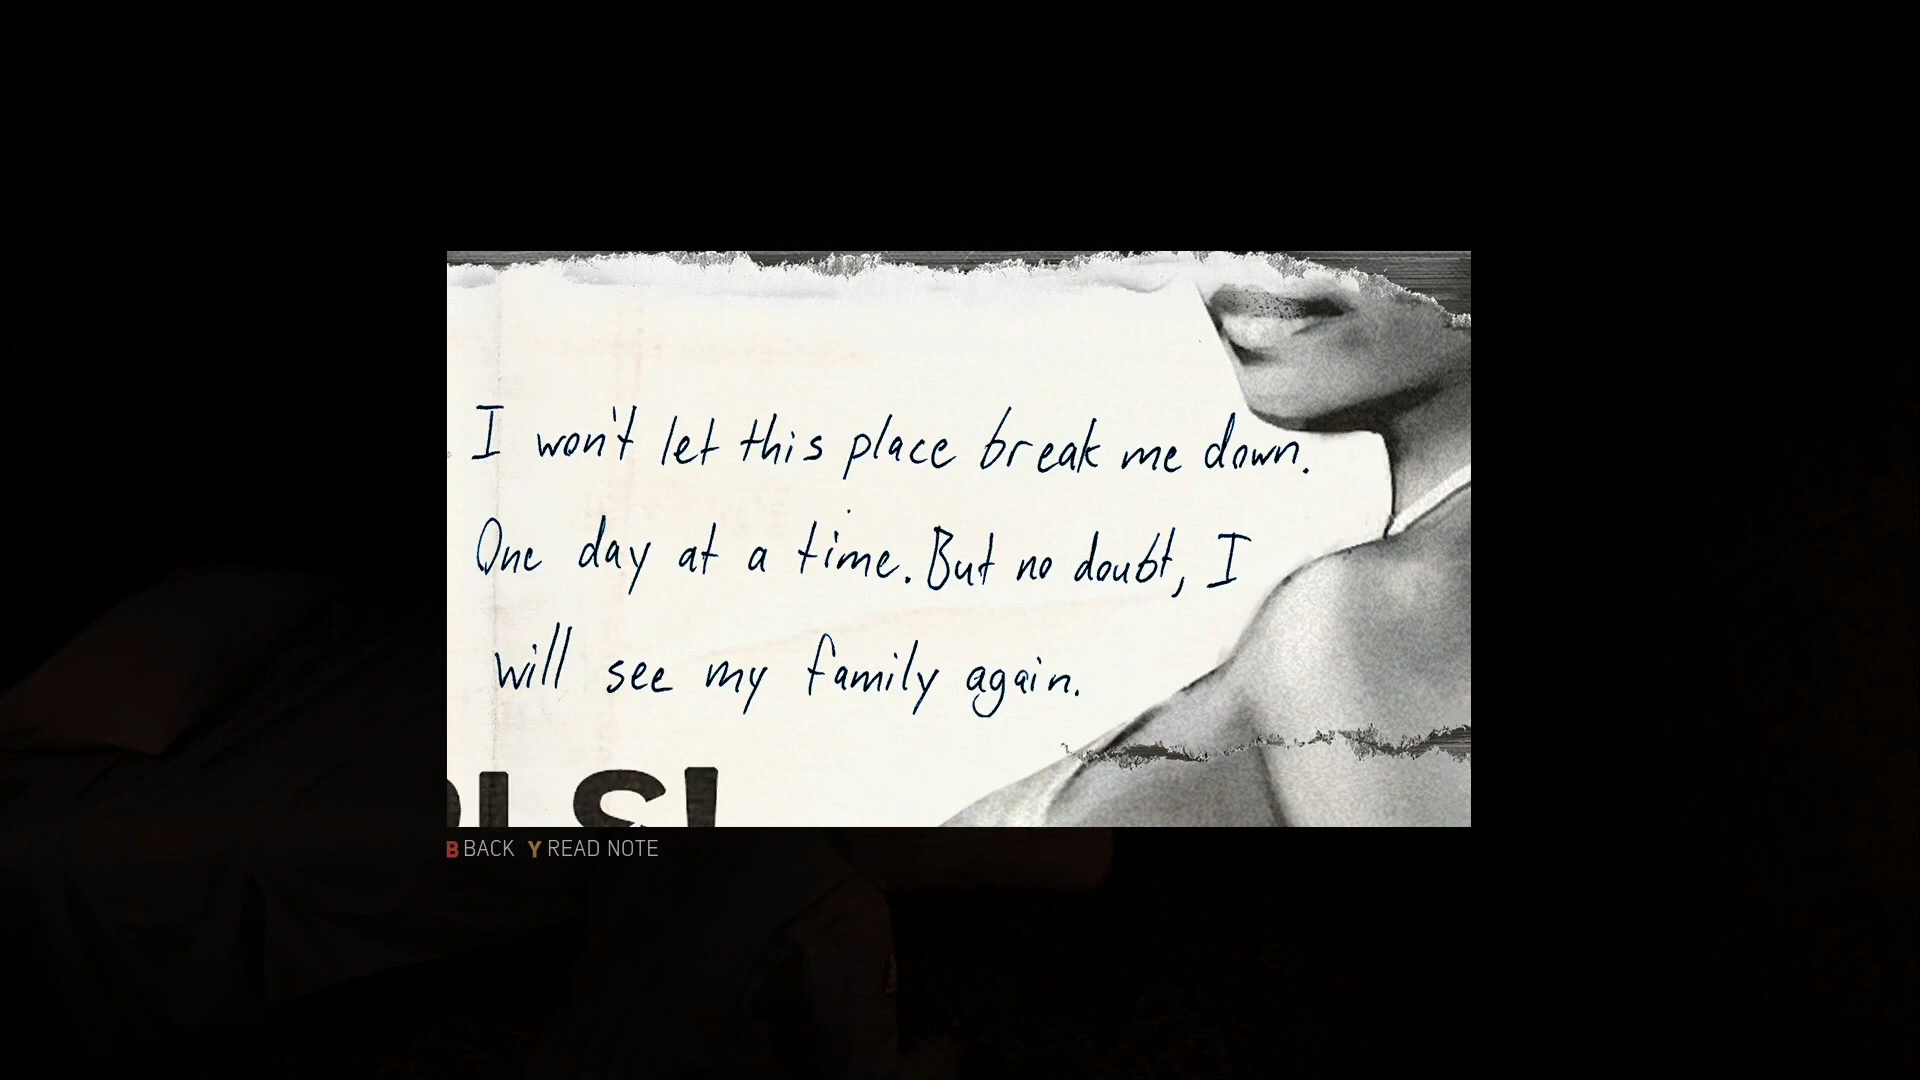 I won't let this place break me down.
One day at a time. But no doubt, I
will see my family again.
LS!
B BACK Y READ NOTE